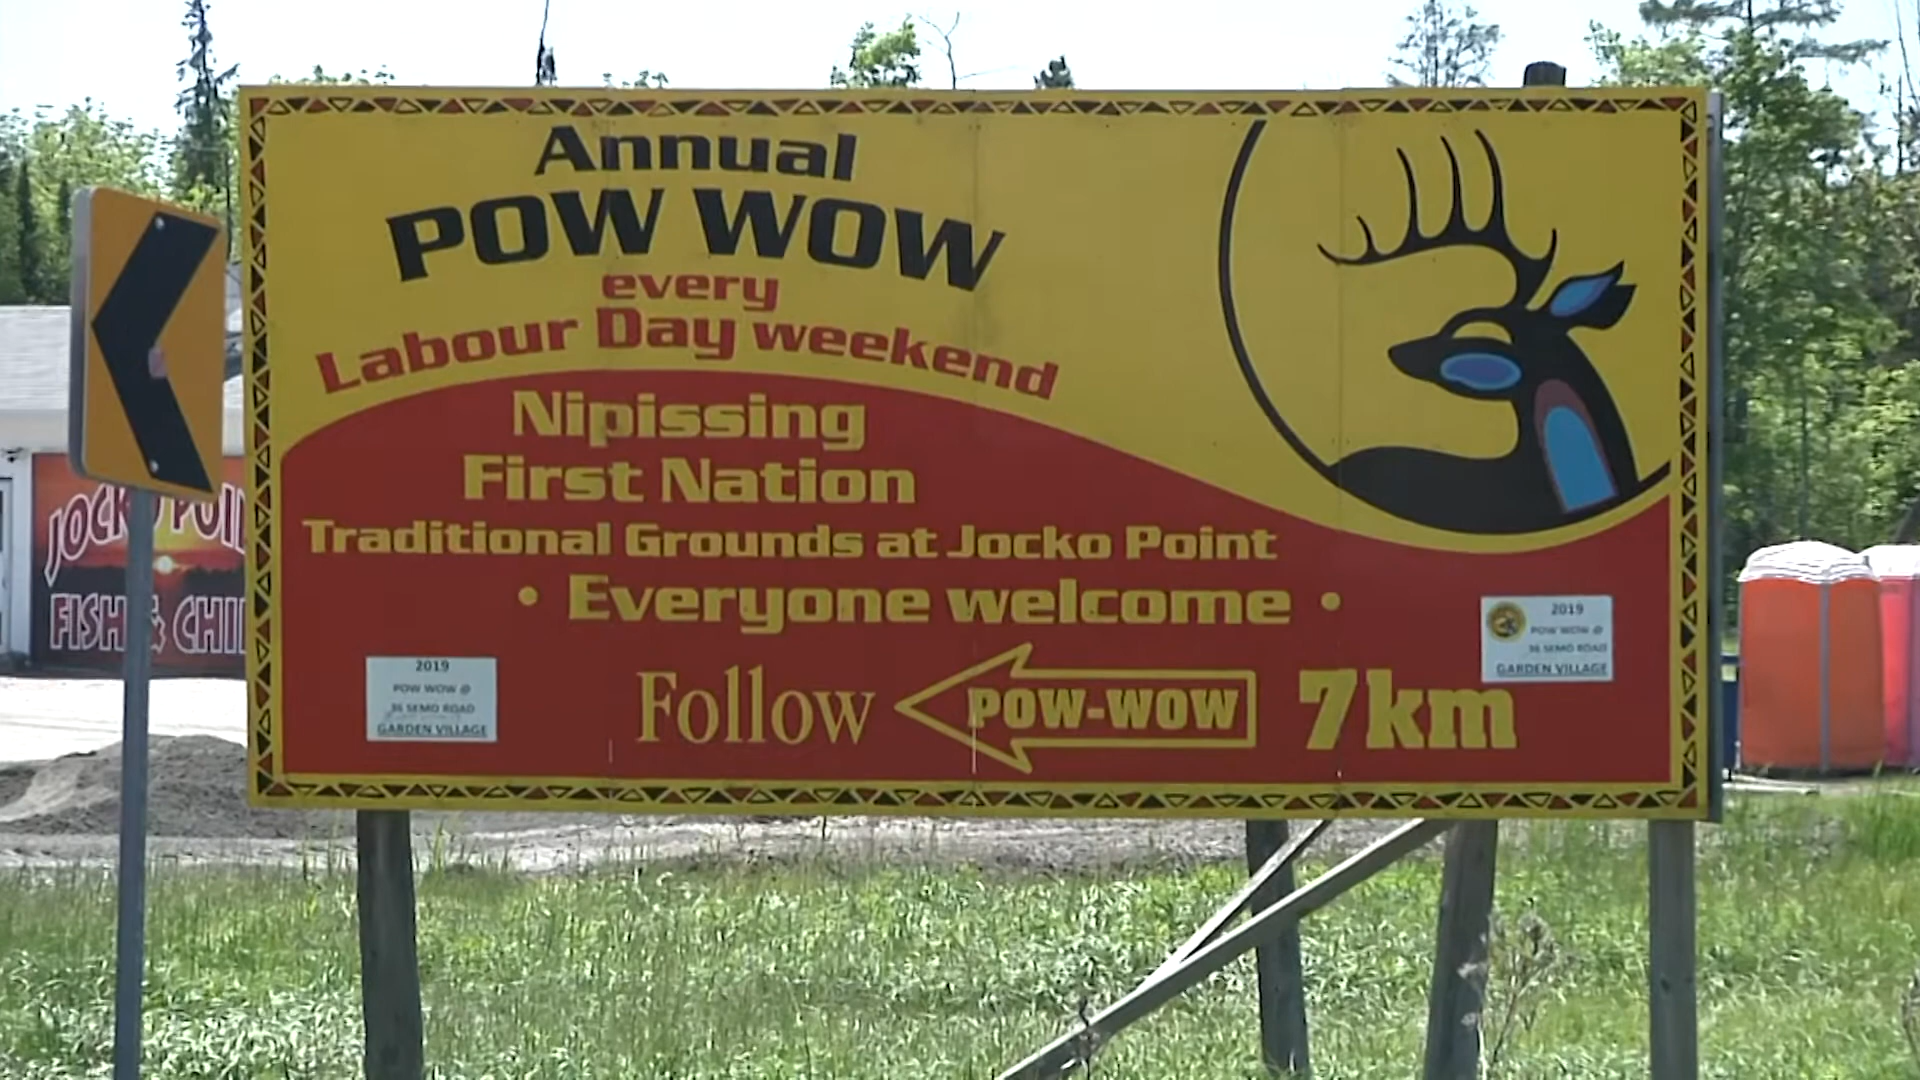 Annual
POW WOW
every
Labour Day weekend
Nipissing
First Nation
Traditional Grounds at Jocko Point
• Everyone welcome •
Follow POW-WOW 7km
2019
POW WOW @
36 SEMO ROAD
GARDEN VILLAGE
2019
POW WOW @
36 SEMO ROAD
GARDEN VILLAGE
JOCKO POI
FISH & CHI